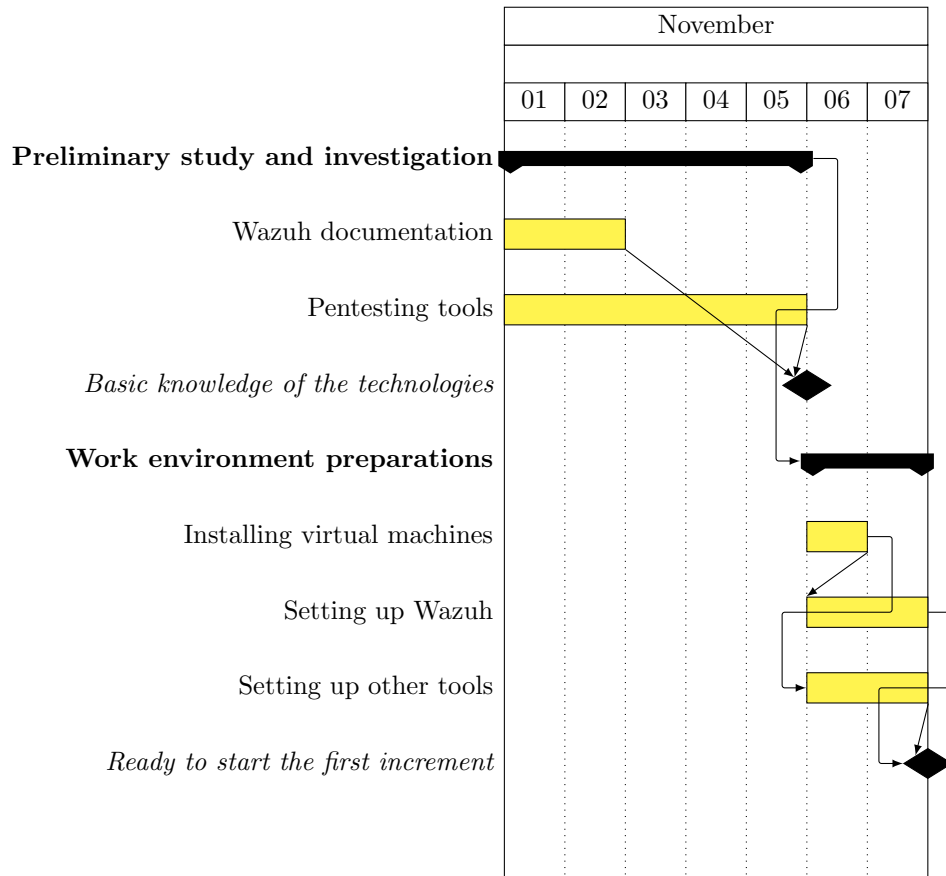 November
01 02 03 04 05 06 07
Preliminary study and investigation
Wazuh documentation
Pentesting tools
Basic knowledge of the technologies
Work environment preparations
Installing virtual machines
Setting up Wazuh
Setting up other tools
Ready to start the first increment